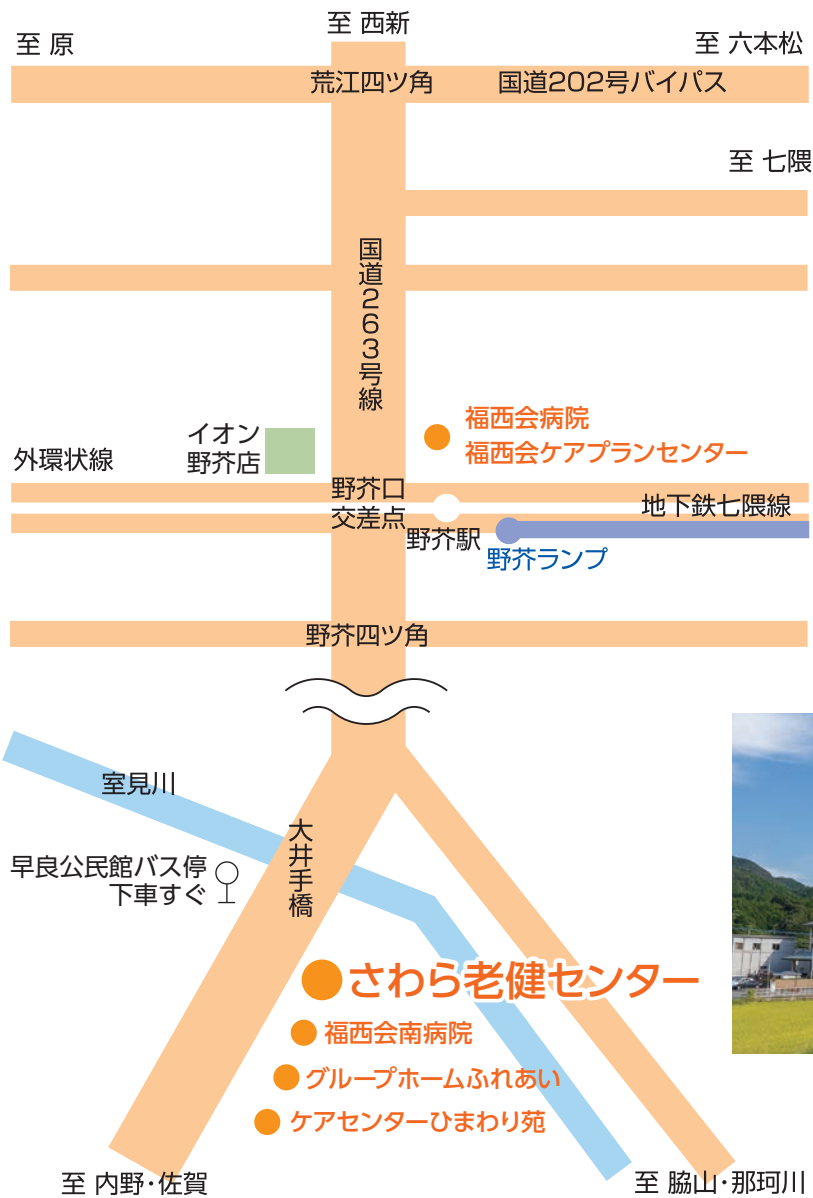 至 西新
至 原
至 六本松
荒江四ツ角
国道202号バイパス
至 七隈
国道263号線
福西会病院
福西会ケアプランセンター
イオン
野芥店
外環状線
野芥口
交差点
地下鉄七隈線
野芥駅
野芥ランプ
野芥四ツ角
室見川
大井手橋
早良公民館バス停
下車すぐ
さわら老健センター
福西会南病院
グループホームふれあい
ケアセンターひまわり苑
至 内野・佐賀
至 脇山・那珂川